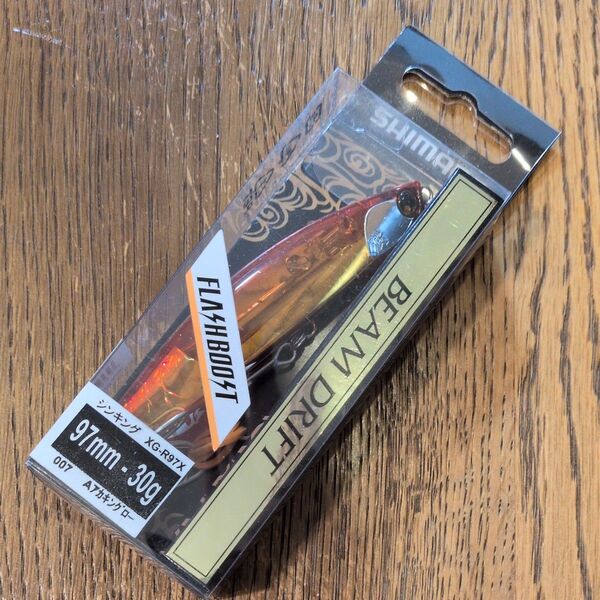 SHIMA
BEAM DRIFT
FLASHBOOST
シンキング XG-R97X
97mm - 30g
007 Aアカキングロー